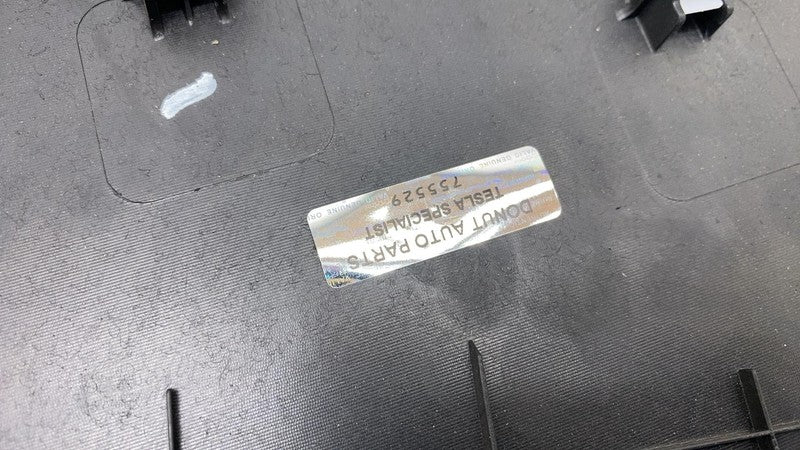 DONUT AUTO PARTS
TESLA SPECIALIST
755529